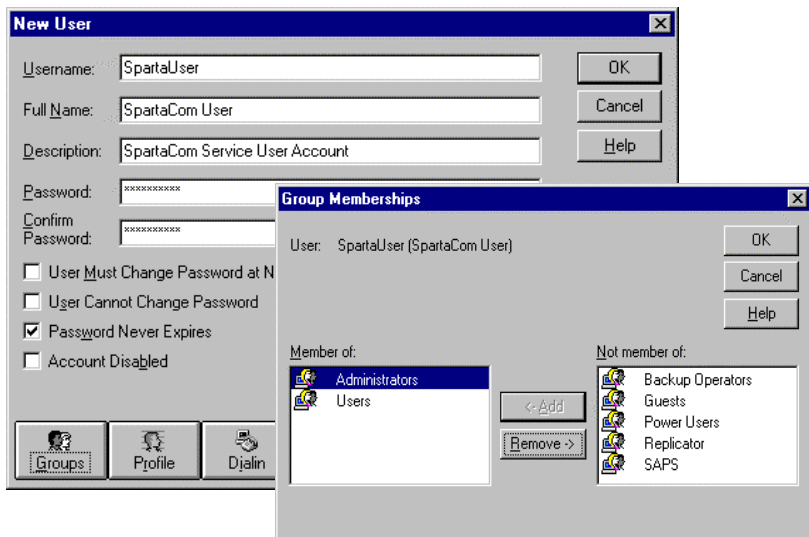 New User
Username: SpartaUser
OK
Full Name: SpartaCom User
Cancel
Description: SpartaCom Service User Account
Help
Password: **********
Confirm
Password: **********
User Must Change Password at N
User Cannot Change Password
Password Never Expires
Account Disabled
Groups
Profile
Dialin
Group Memberships
User: SpartaUser (SpartaCom User)
OK
Cancel
Help
Member of:
Administrators
Users
<- Add
Remove ->
Not member of:
Backup Operators
Guests
Power Users
Replicator
SAPS